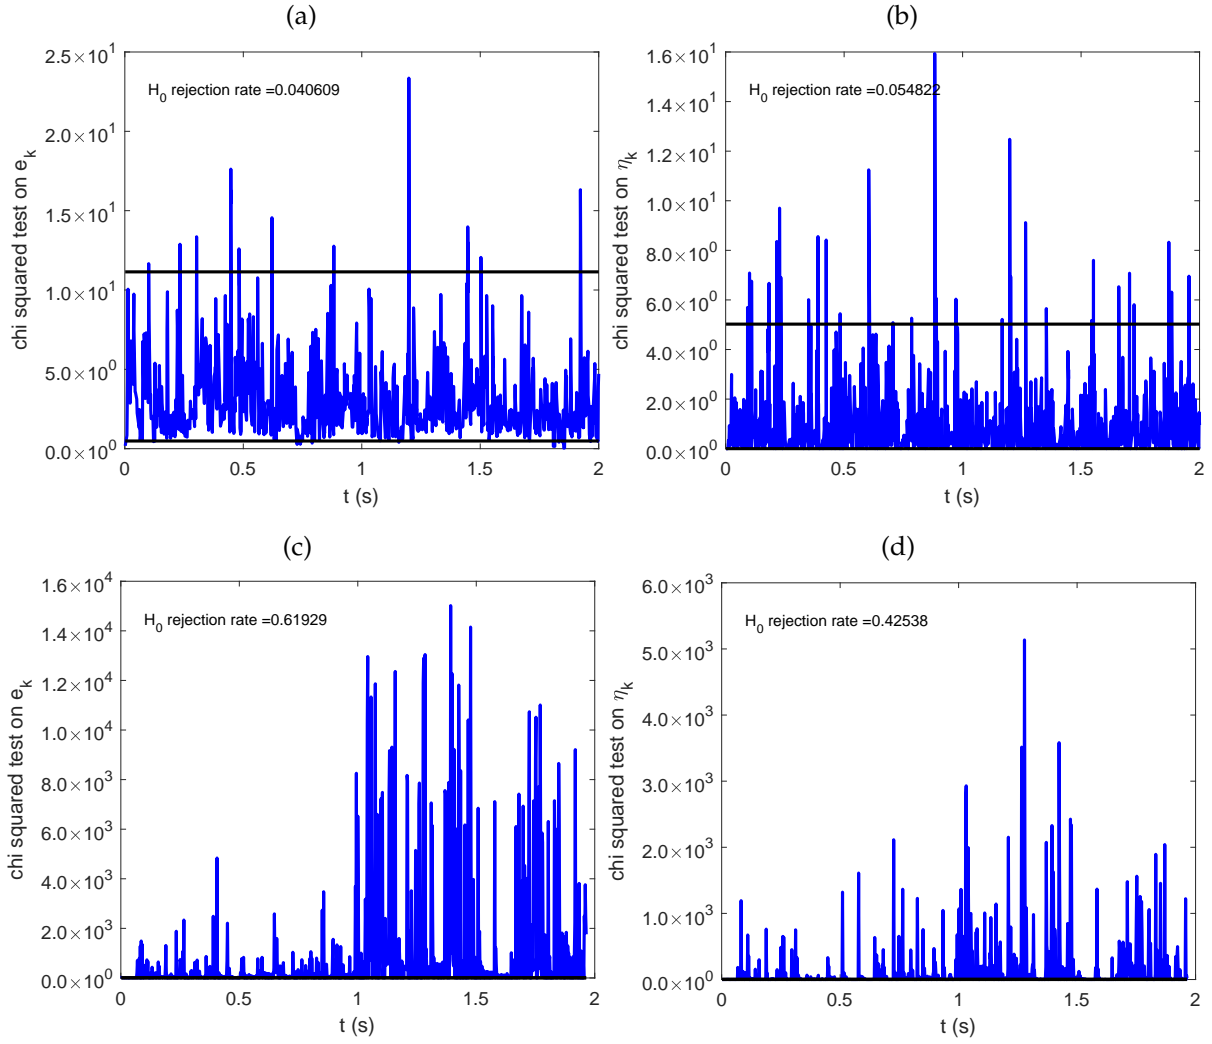 (a)
(b)
2.5×10^1
2.0×10^1
1.5×10^1
1.0×10^1
5.0×10^0
0.0×10^0
chi squared test on e_k
H_0 rejection rate =0.040609
0 0.5 1 1.5 2
t (s)
1.6×10^1
1.4×10^1
1.2×10^1
1.0×10^1
8.0×10^0
6.0×10^0
4.0×10^0
2.0×10^0
0.0×10^0
chi squared test on η_k
H_0 rejection rate =0.054822
0 0.5 1 1.5 2
t (s)
(c)
(d)
1.6×10^4
1.4×10^4
1.2×10^4
1.0×10^4
8.0×10^3
6.0×10^3
4.0×10^3
2.0×10^3
0.0×10^0
chi squared test on e_k
H_0 rejection rate =0.61929
0 0.5 1 1.5 2
t (s)
6.0×10^3
5.0×10^3
4.0×10^3
3.0×10^3
2.0×10^3
1.0×10^3
0.0×10^0
chi squared test on η_k
H_0 rejection rate =0.42538
0 0.5 1 1.5 2
t (s)